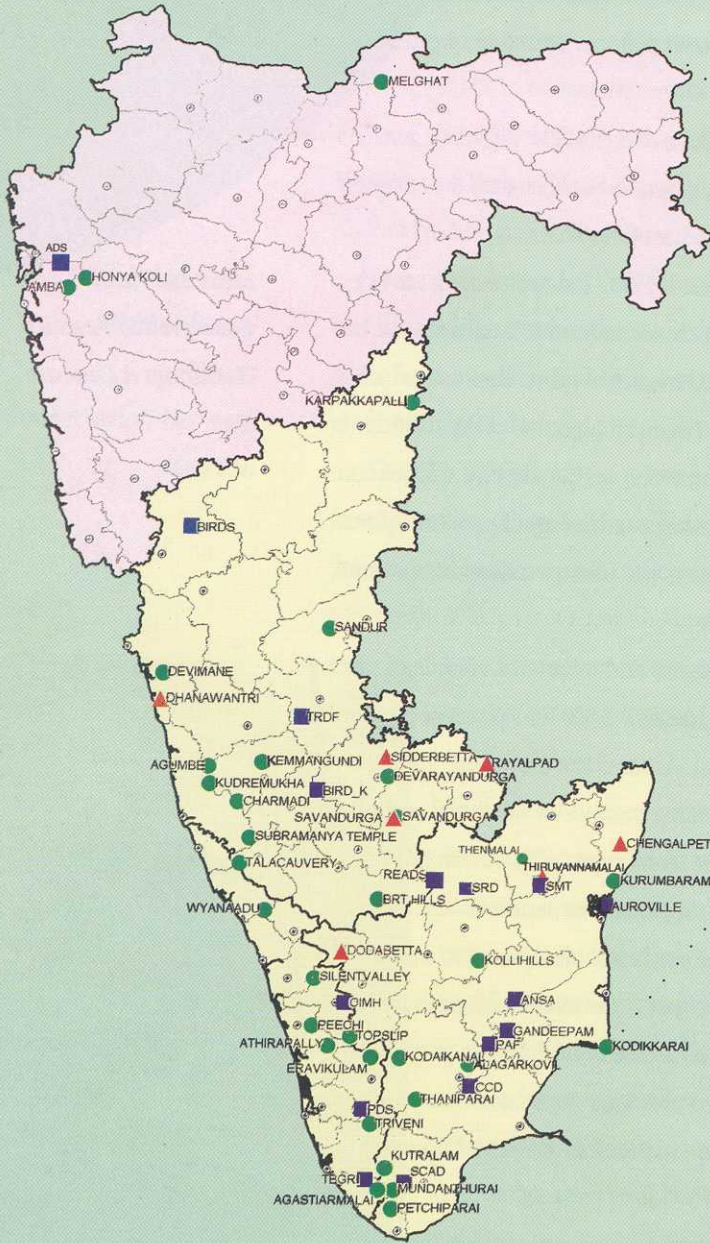 MELGHAT
ADS
HONYA KOLI
AMBA
KARPAKKAPALLI
BIRDS
SANDUR
DEVIMANE
DHANAWANTRI
TRDF
SIDDERBETTA
RAYALPAD
AGUMBE
KEMMANGUNDI
DEVARAYANDURGA
KUDREMUKHA
BIRD_K
CHARMADI
SAVANDURGA
SAVANDURGA
SUBRAMANYA TEMPLE
CHENGALPET
THENMALAI
TALACAUVERY
THIRUVANNAMALAI
READS
SRD
SMT
KURUMBARAM
BRT HILLS
AUROVILLE
WYANAADU
DODABETTA
KOLLIHILLS
SILENTVALLEY
OIMH
ANSA
PEECHI
GANDEEPAM
ATHIRAPALLY
TOPSLIP
PAF
KODIKKARAI
ERAVIKULAM
KODAIKANAL
ALAGARKOVIL
CCD
THANIPARAI
PDS
TRIVENI
KUTRALAM
TEGRI
SCAD
AGASTIARMALAI
MUNDANTHURAI
PETCHIPARAI